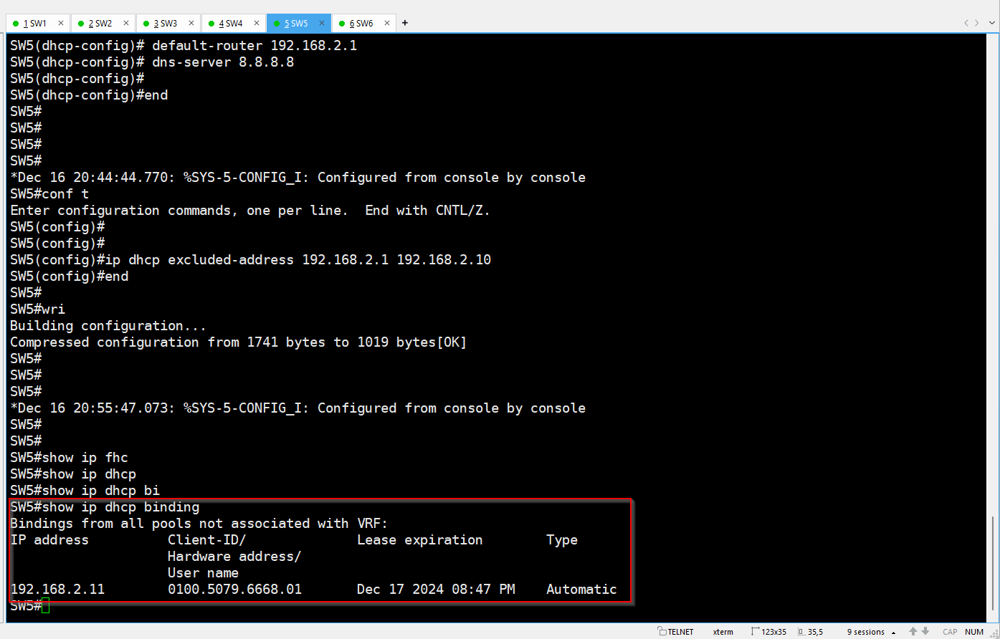 1 SW1 × 2 SW2 × 3 SW3 × 4 SW4 × 5 SW5 × 6 SW6 × +
SW5(dhcp-config)# default-router 192.168.2.1
SW5(dhcp-config)# dns-server 8.8.8.8
SW5(dhcp-config)#
SW5(dhcp-config)#end
SW5#
SW5#
SW5#
SW5#
*Dec 16 20:44:44.770: %SYS-5-CONFIG_I: Configured from console by console
SW5#conf t
Enter configuration commands, one per line.  End with CNTL/Z.
SW5(config)#
SW5(config)#
SW5(config)#ip dhcp excluded-address 192.168.2.1 192.168.2.10
SW5(config)#end
SW5#
SW5#wri
Building configuration...
Compressed configuration from 1741 bytes to 1019 bytes[OK]
SW5#
SW5#
SW5#
*Dec 16 20:55:47.073: %SYS-5-CONFIG_I: Configured from console by console
SW5#
SW5#
SW5#show ip fhc
SW5#show ip dhcp
SW5#show ip dhcp bi
SW5#show ip dhcp binding
Bindings from all pools not associated with VRF:
IP address          Client-ID/              Lease expiration        Type
                    Hardware address/
                    User name
192.168.2.11        0100.5079.6668.01       Dec 17 2024 08:47 PM    Automatic
SW5#
TELNET xterm 123x35 35,5 9 sessions CAP NUM